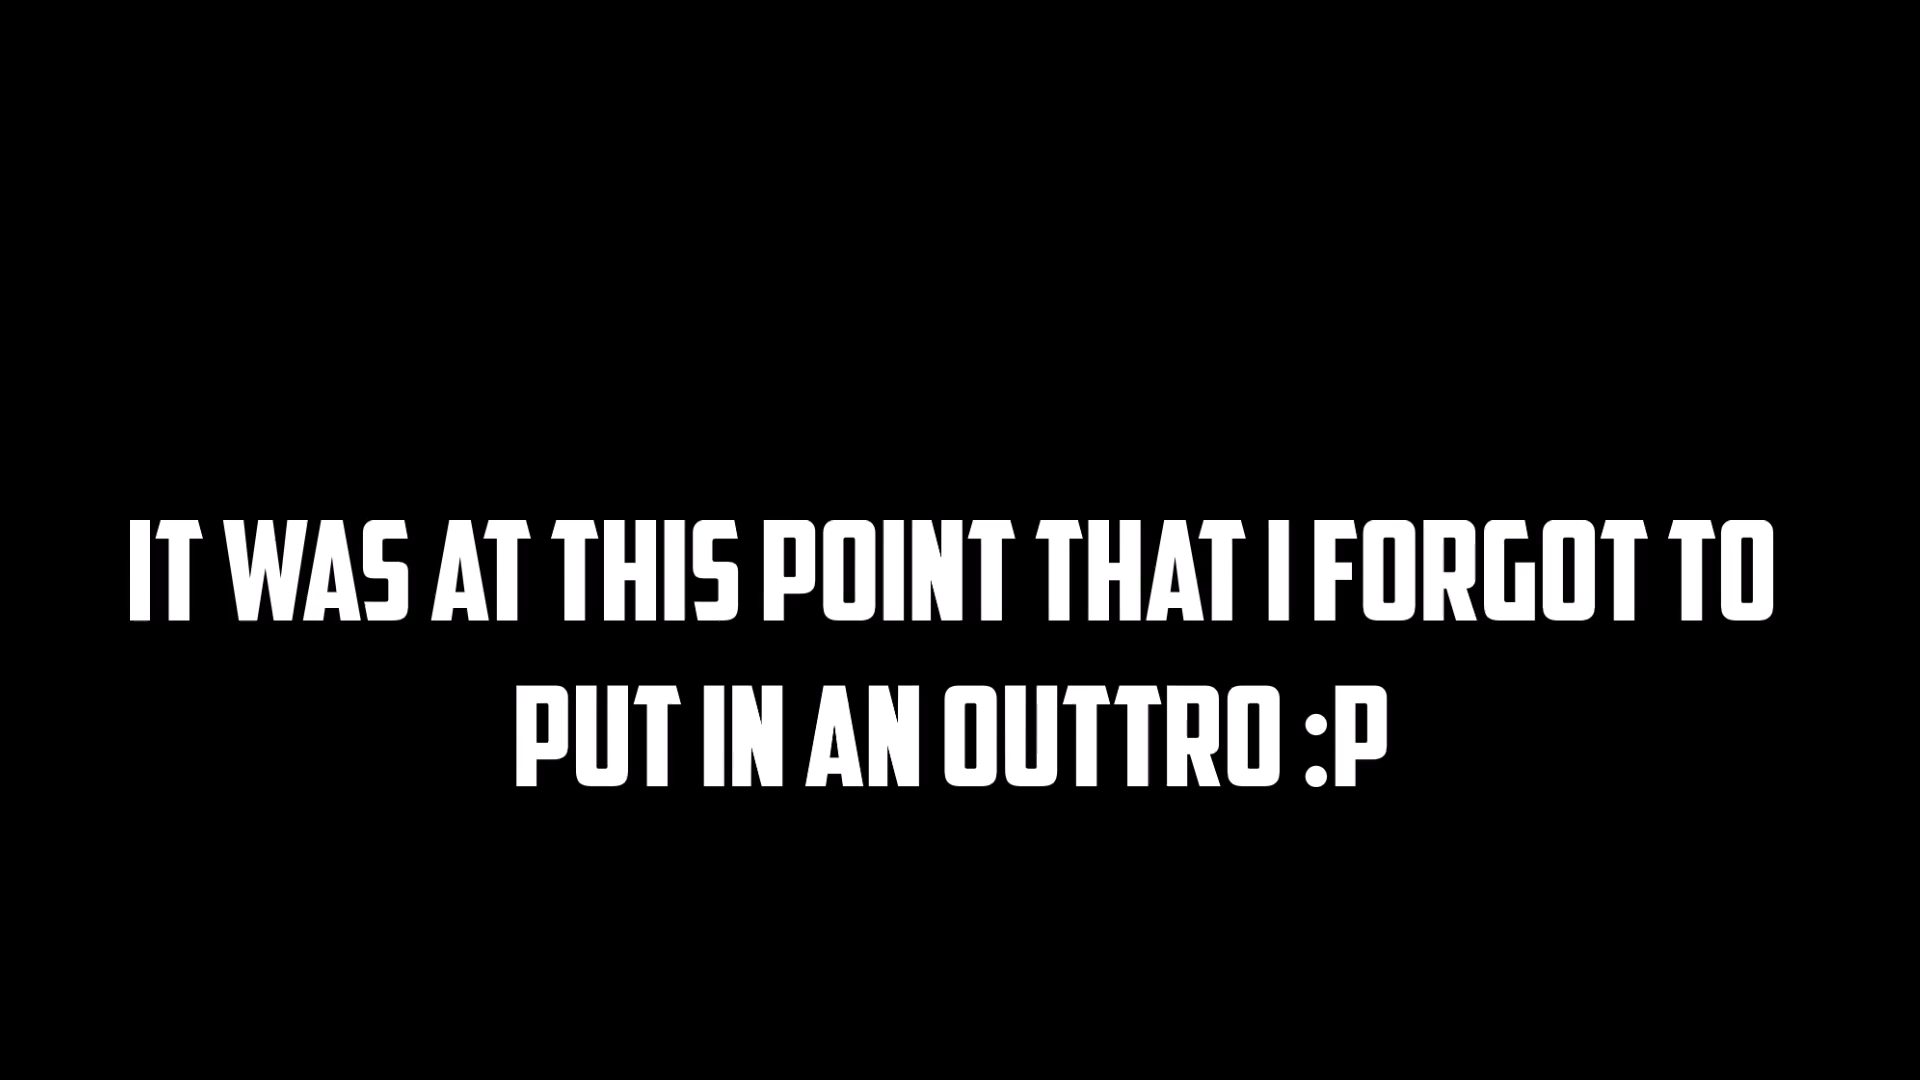 IT WAS AT THIS POINT THAT I FORGOT TO
PUT IN AN OUTTRO :P